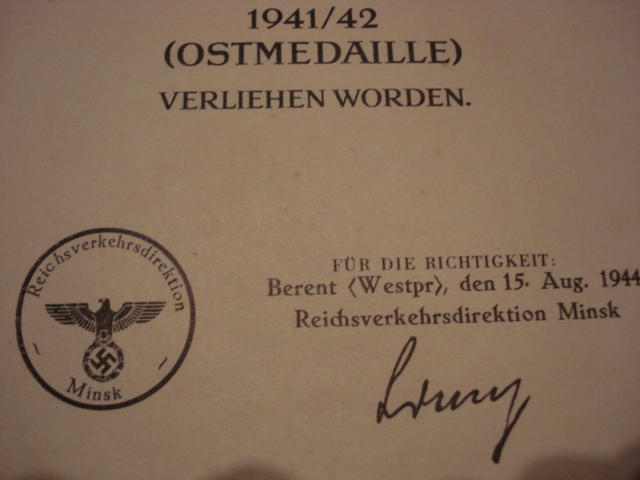 1941/42
(OSTMEDAILLE)
VERLIEHEN WORDEN.
FÜR DIE RICHTIGKEIT:
Berent (Westpr), den 15. Aug. 1944
Reichsverkehrsdirektion Minsk
Reichsverkehrsdirektion
Minsk